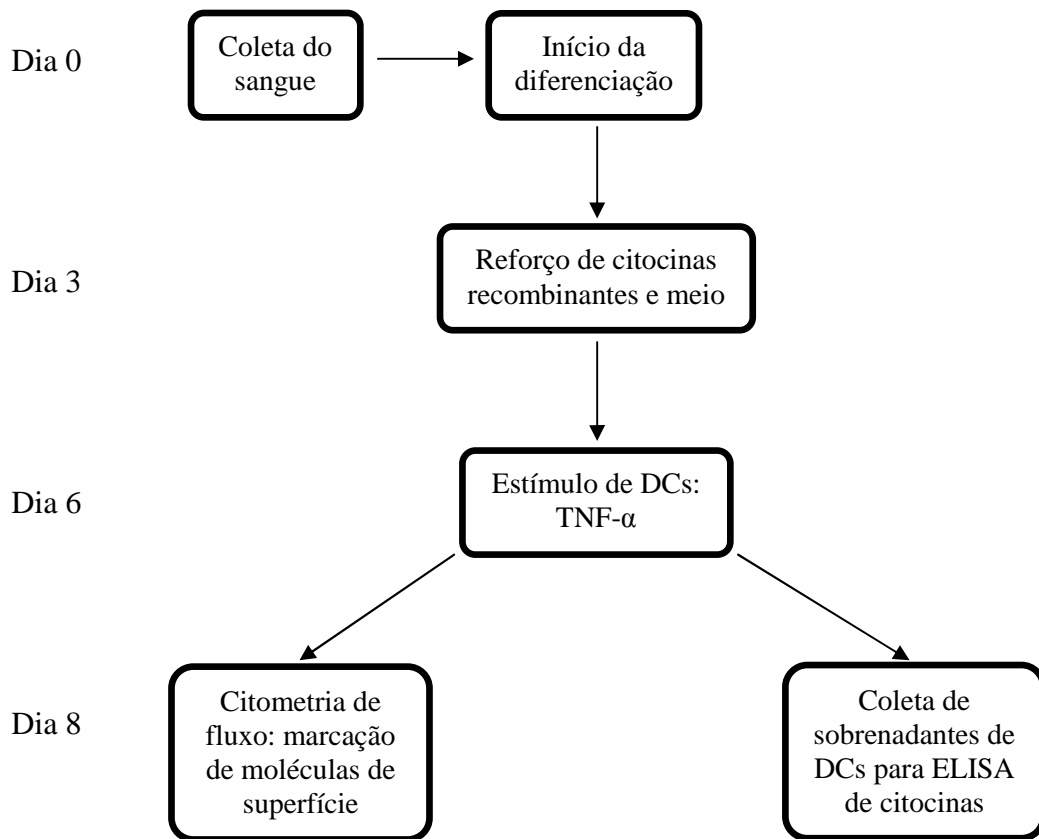 Dia 0
Coleta do
sangue
Início da
diferenciação
Dia 3
Reforço de citocinas
recombinantes e meio
Dia 6
Estímulo de DCs:
TNF-α
Dia 8
Citometria de
fluxo: marcação
de moléculas de
superfície
Coleta de
sobrenadantes de
DCs para ELISA
de citocinas